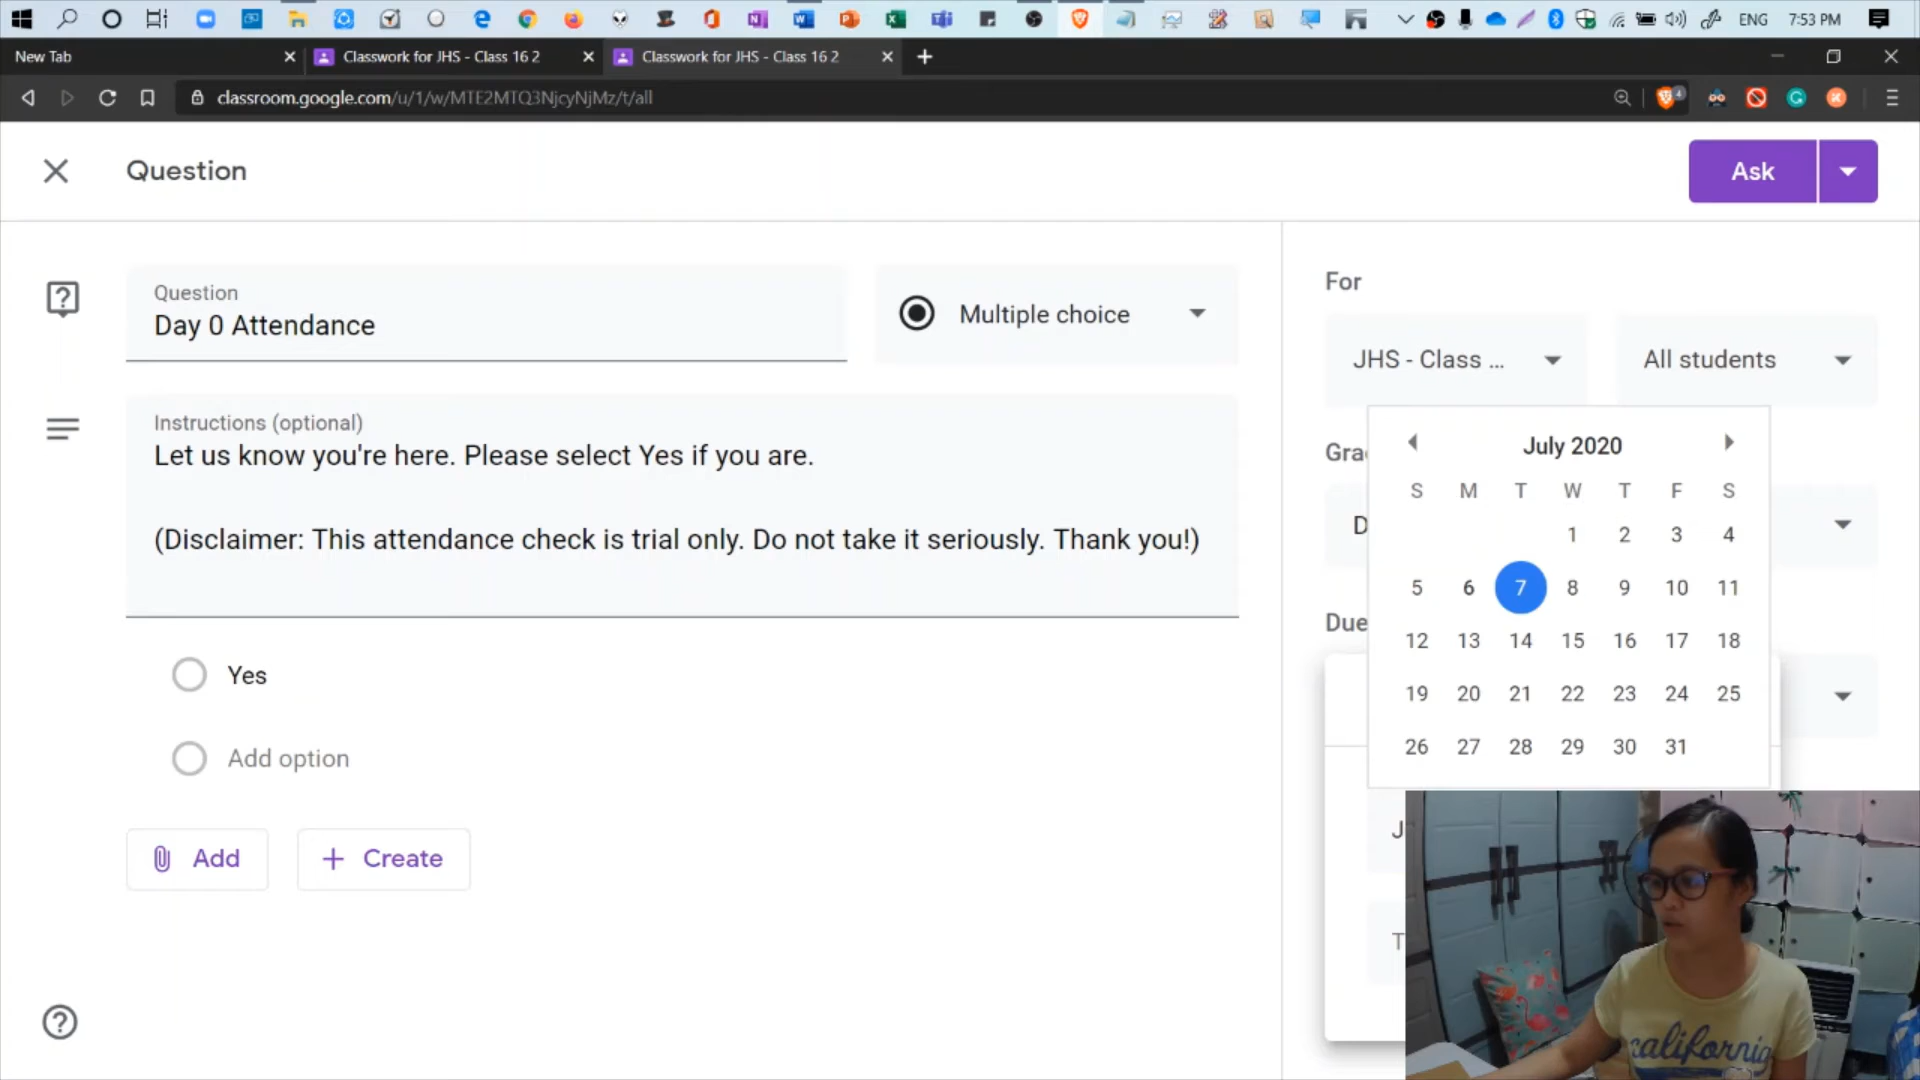 ENG 7:53 PM
New Tab
Classwork for JHS - Class 16 2
Classwork for JHS - Class 16 2
classroom.google.com/u/1/w/MTE2MTQ3NjcyNjMz/t/all
4
Question
Ask
Question
Day 0 Attendance
Multiple choice
Instructions (optional)
Let us know you're here. Please select Yes if you are.
(Disclaimer: This attendance check is trial only. Do not take it seriously. Thank you!)
Yes
Add option
Add
Create
For
JHS - Class ...
All students
Gra
D
Due
July 2020
S M T W T F S
1 2 3 4
5 6 7 8 9 10 11
12 13 14 15 16 17 18
19 20 21 22 23 24 25
26 27 28 29 30 31
J
T
california